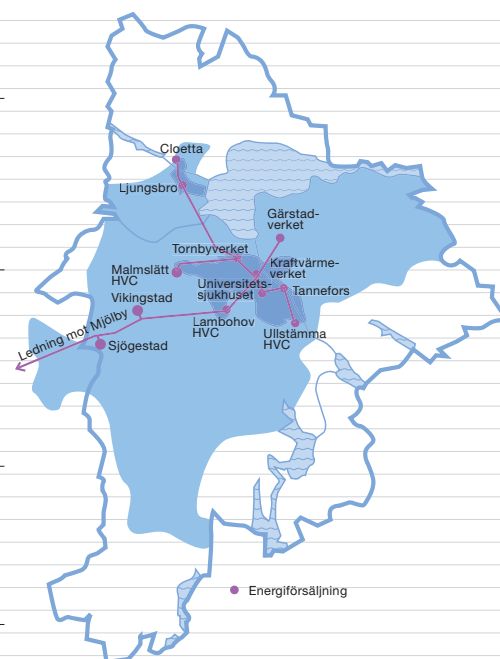 Cloetta
Ljungsbro
Gärstad-
verket
Tornbyverket
Malmslätt
HVC
Kraftvärme-
verket
Universitets-
sjukhuset
Tannefors
Vikingstad
Lambohov
HVC
Ullstämma
HVC
Ledning mot Mjölby
Sjögestad
Energiförsäljning